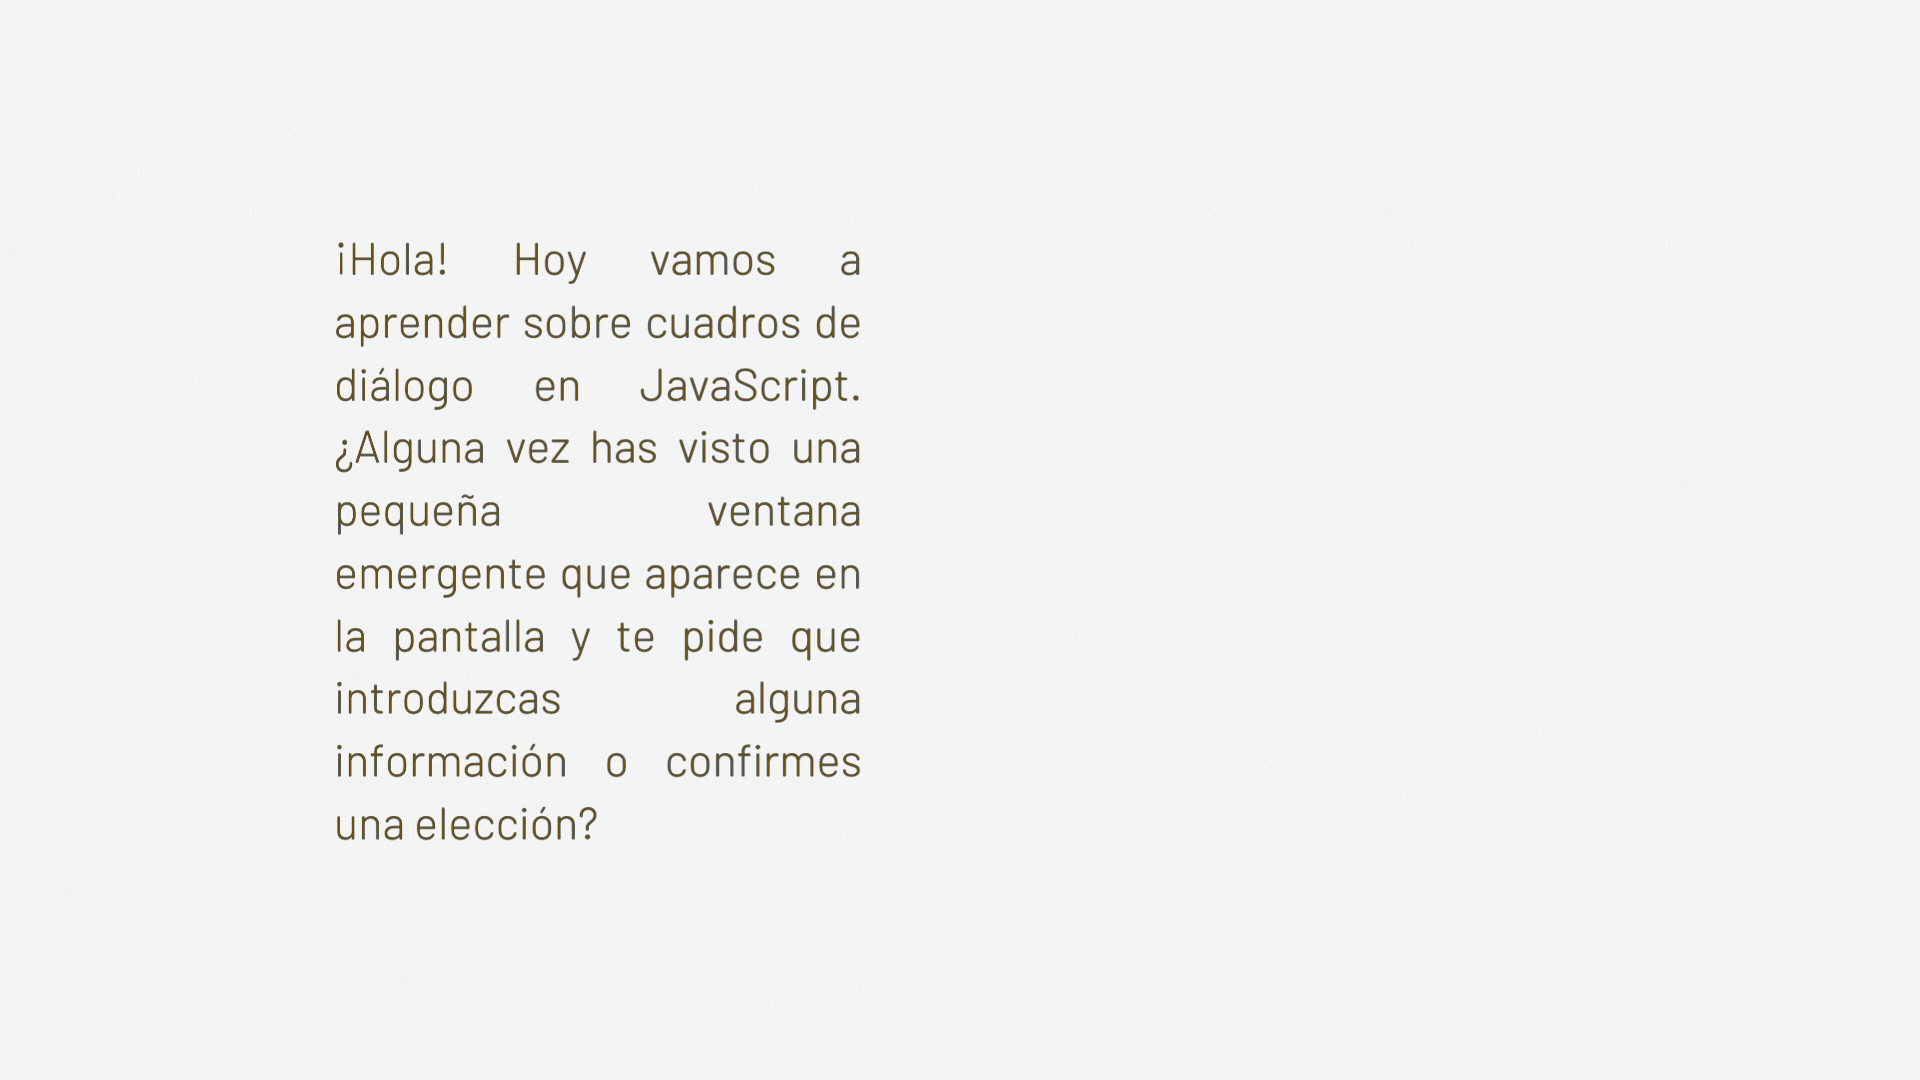 ¡Hola! Hoy vamos a
aprender sobre cuadros de
diálogo en JavaScript.
¿Alguna vez has visto una
pequeña ventana
emergente que aparece en
la pantalla y te pide que
introduzcas alguna
información o confirmes
una elección?